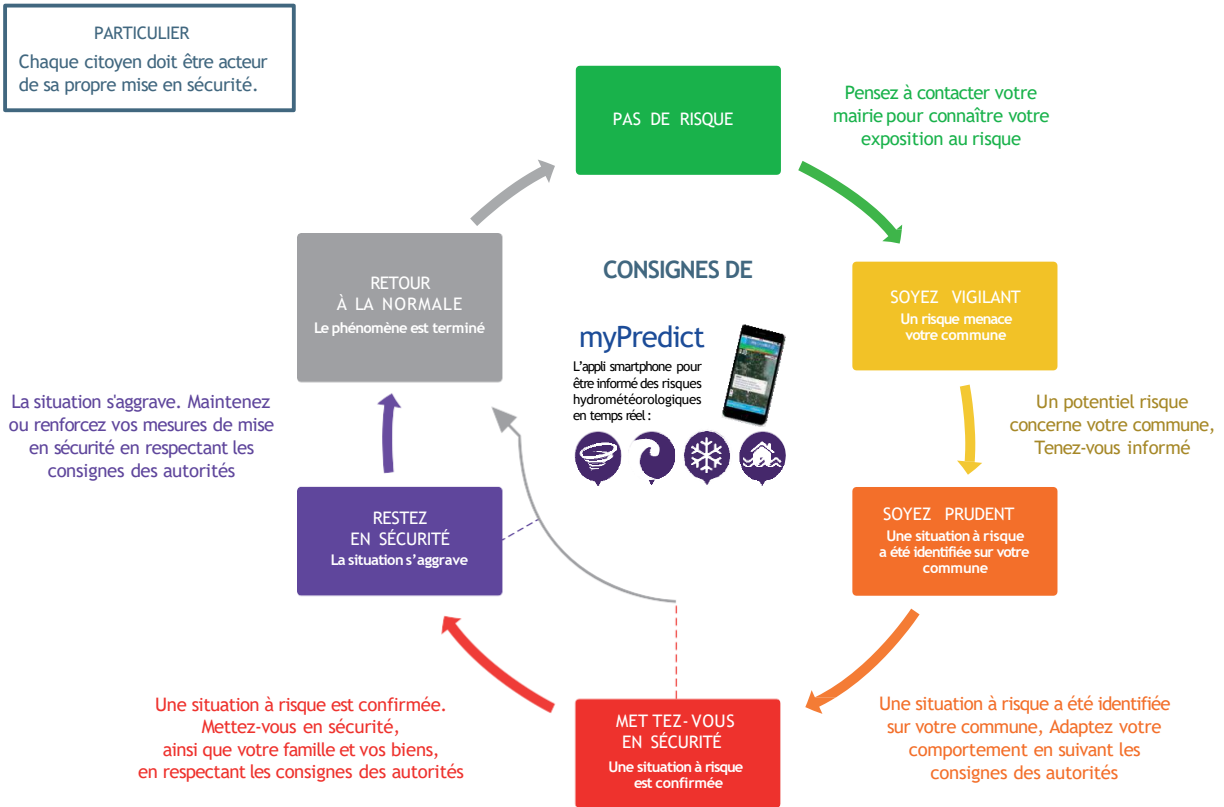 PARTICULIER
Chaque citoyen doit être acteur
de sa propre mise en sécurité.
PAS DE RISQUE
Pensez à contacter votre
mairie pour connaître votre
exposition au risque
SOYEZ VIGILANT
Un risque menace
votre commune
Un potentiel risque
concerne votre commune,
Tenez-vous informé
SOYEZ PRUDENT
Une situation à risque
a été identifiée sur votre
commune
Une situation à risque a été identifiée
sur votre commune, Adaptez votre
comportement en suivant les
consignes des autorités
MET TEZ-VOUS
EN SÉCURITÉ
Une situation à risque
est confirmée
Une situation à risque est confirmée.
Mettez-vous en sécurité,
ainsi que votre famille et vos biens,
en respectant les consignes des autorités
RESTEZ
EN SÉCURITÉ
La situation s’aggrave
La situation s'aggrave. Maintenez
ou renforcez vos mesures de mise
en sécurité en respectant les
consignes des autorités
RETOUR
À LA NORMALE
Le phénomène est terminé
CONSIGNES DE
myPredict
L'appli smartphone pour
être informé des risques
hydrométéorologiques
en temps réel :